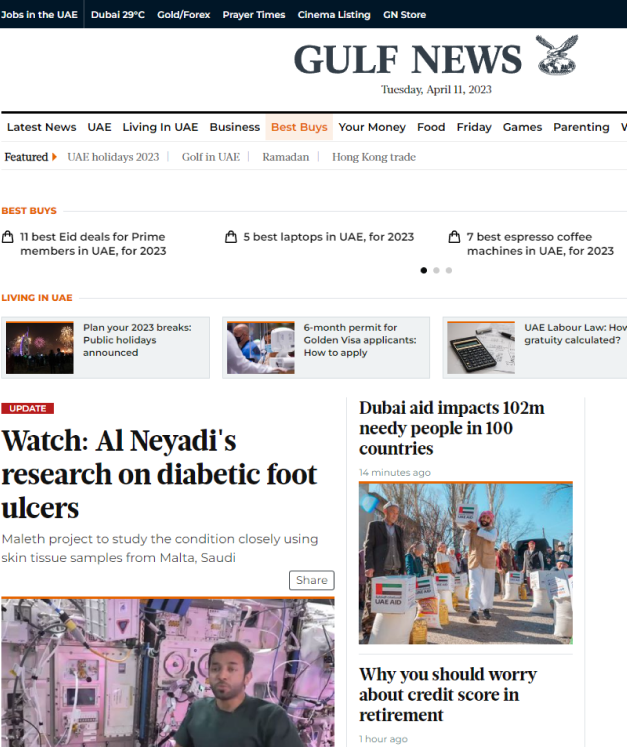 Jobs in the UAE Dubai 29°C Gold/Forex Prayer Times Cinema Listing GN Store
GULF NEWS
Tuesday, April 11, 2023
Latest News UAE Living In UAE Business Best Buys Your Money Food Friday Games Parenting
Featured UAE holidays 2023 Golf in UAE Ramadan Hong Kong trade
BEST BUYS
11 best Eid deals for Prime
members in UAE, for 2023
5 best laptops in UAE, for 2023
7 best espresso coffee
machines in UAE, for 2023
LIVING IN UAE
Plan your 2023 breaks:
Public holidays
announced
6-month permit for
Golden Visa applicants:
How to apply
UAE Labour Law: How
gratuity calculated?
UPDATE
Watch: Al Neyadi's
research on diabetic foot
ulcers
Maleth project to study the condition closely using
skin tissue samples from Malta, Saudi
Share
Dubai aid impacts 102m
needy people in 100
countries
14 minutes ago
UAE AID
UAE AID
Why you should worry
about credit score in
retirement
1 hour ago